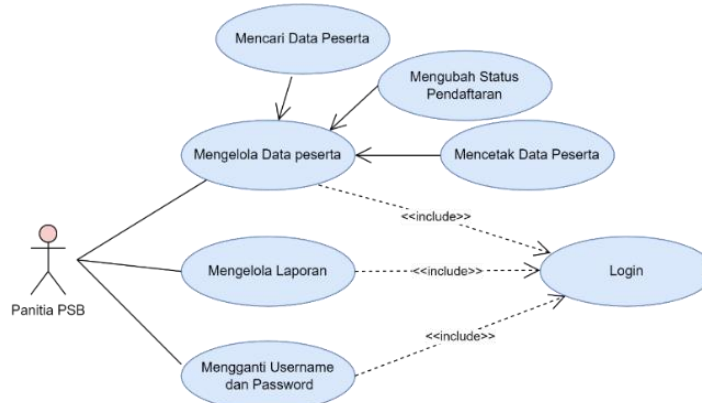 Mencari Data Peserta
Mengubah Status
Pendaftaran
Mengelola Data peserta
Mencetak Data Peserta
<<include>>
Mengelola Laporan
<<include>>
Login
Panitia PSB
<<include>>
Mengganti Username
dan Password